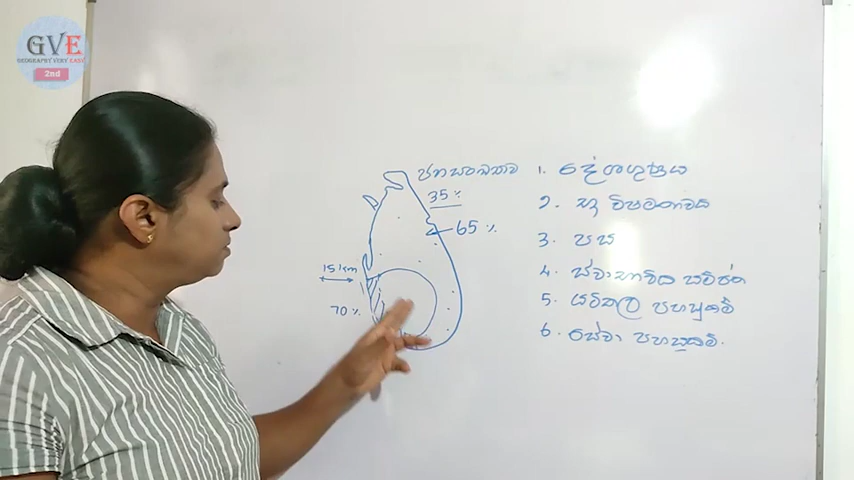 GVE
GEOGRAPHY VERY EASY
2nd
ජනසංඛ්‍යාව
35%
65%
15km
70%
1. දේශගුණය
2. භූ විෂමතාවය
3. පස
4. ස්වාභාවික සම්පත්
5. යටිතල පහසුකම්
6. සේවා පහසුකම්.